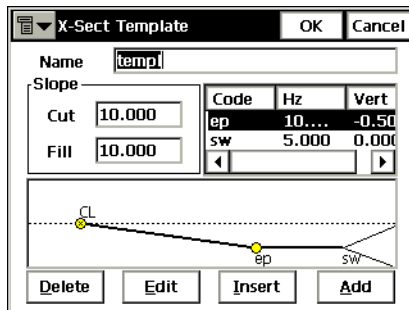 X-Sect Template OK Cancel
Name templ
Slope
Cut 10.000
Fill 10.000
Code Hz Vert
ep 10.... -0.50
sw 5.000 0.000
CL
ep sw
Delete Edit Insert Add